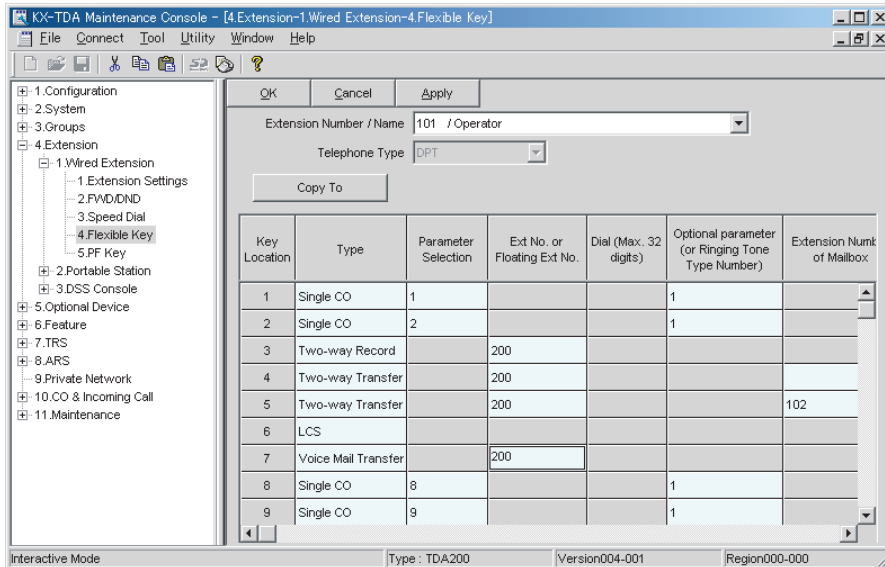 KX-TDA Maintenance Console - [4.Extension-1.Wired Extension-4.Flexible Key]
File Connect Tool Utility Window Help
1.Configuration
2.System
3.Groups
4.Extension
1.Wired Extension
1.Extension Settings
2.FWD/DND
3.Speed Dial
4.Flexible Key
5.PF Key
2.Portable Station
3.DSS Console
5.Optional Device
6.Feature
7.TRS
8.ARS
9.Private Network
10.CO & Incoming Call
11.Maintenance
OK Cancel Apply
Extension Number / Name 101 / Operator
Telephone Type DPT
Copy To
Key Location Type Parameter Selection Ext No. or Floating Ext No. Dial (Max. 32 digits) Optional parameter (or Ringing Tone Type Number) Extension Numb of Mailbox
1 Single CO 1 1
2 Single CO 2 1
3 Two-way Record 200
4 Two-way Transfer 200
5 Two-way Transfer 200 102
6 LCS
7 Voice Mail Transfer 200
8 Single CO 8 1
9 Single CO 9 1
Interactive Mode Type : TDA200 Version004-001 Region000-000